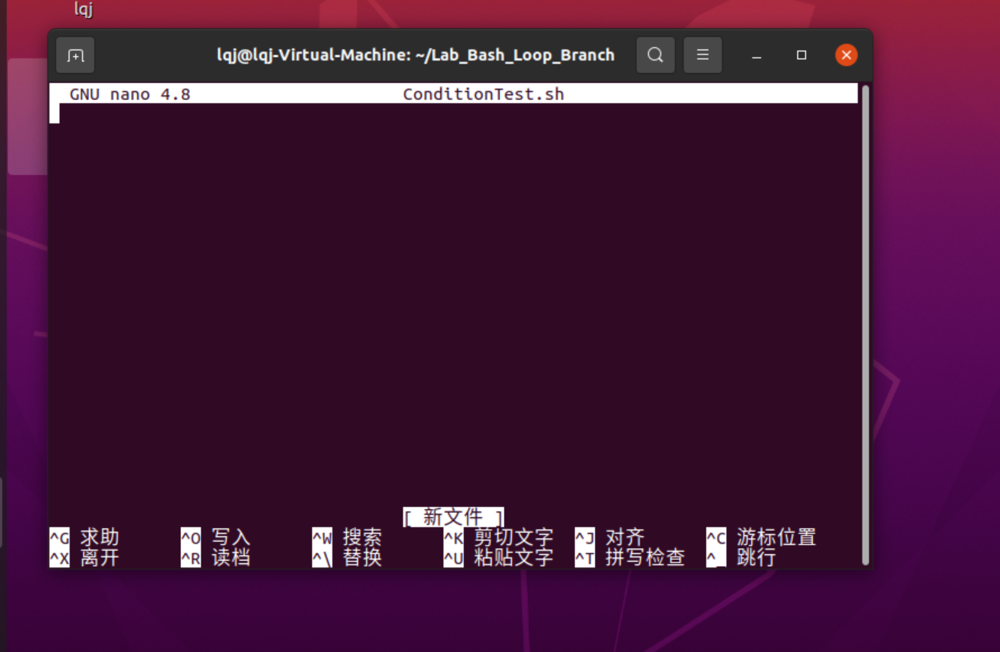 lqj
lqj@lqj-Virtual-Machine: ~/Lab_Bash_Loop_Branch
GNU nano 4.8 ConditionTest.sh
[ 新文件 ]
^G 求助 ^O 写入 ^W 搜索 ^K 剪切文字 ^J 对齐 ^C 游标位置
^X 离开 ^R 读档 ^\ 替换 ^U 粘贴文字 ^T 拼写检查 ^_ 跳行